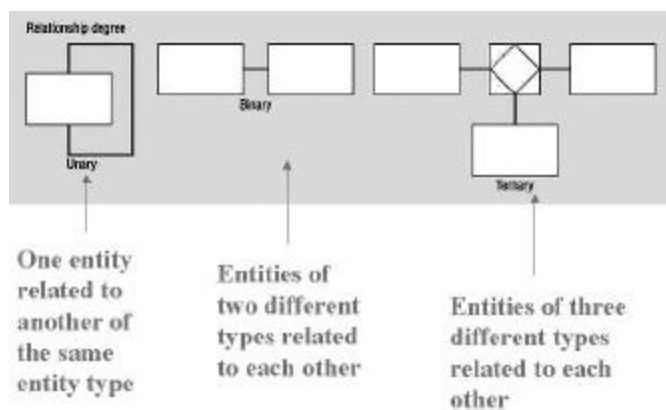 Relationship degree
Unary
Binary
Ternary
One entity
related to
another of
the same
entity type
Entities of
two different
types related
to each other
Entities of three
different types
related to each
other